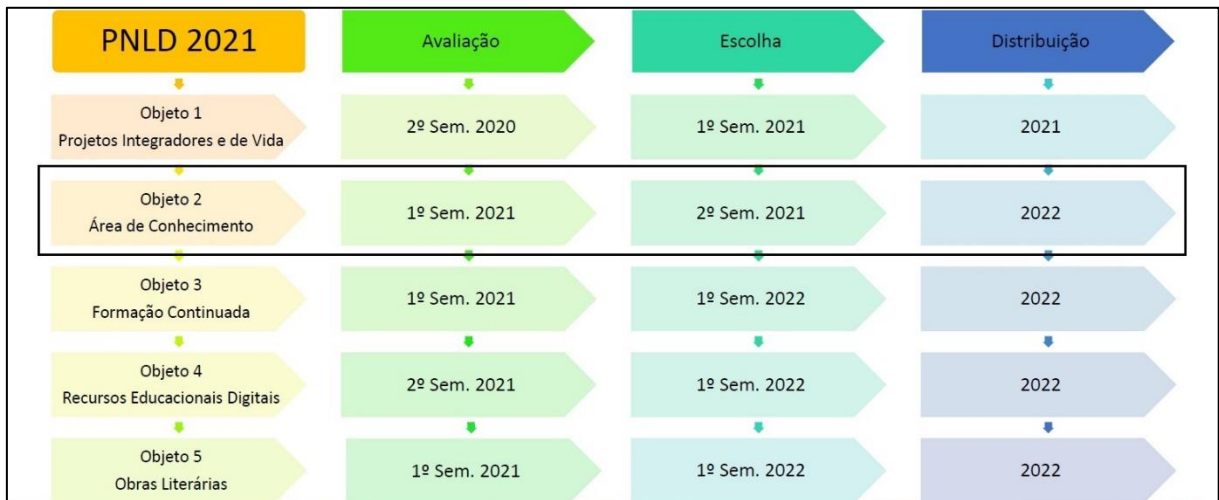 PNLD 2021
Avaliação
Escolha
Distribuição
Objeto 1
Projetos Integradores e de Vida
2º Sem. 2020
1º Sem. 2021
2021
Objeto 2
Área de Conhecimento
1º Sem. 2021
2º Sem. 2021
2022
Objeto 3
Formação Continuada
1º Sem. 2021
1º Sem. 2022
2022
Objeto 4
Recursos Educacionais Digitais
2º Sem. 2021
1º Sem. 2022
2022
Objeto 5
Obras Literárias
1º Sem. 2021
1º Sem. 2022
2022